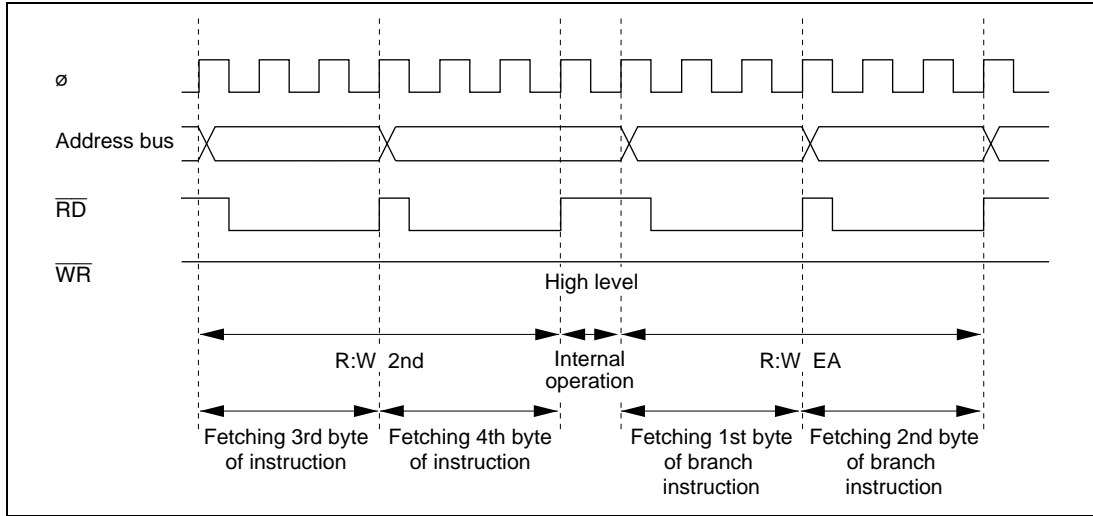 ø
Address bus
RD
WR
High level
R:W 2nd
Internal
operation
R:W EA
Fetching 3rd byte
of instruction
Fetching 4th byte
of instruction
Fetching 1st byte
of branch
instruction
Fetching 2nd byte
of branch
instruction